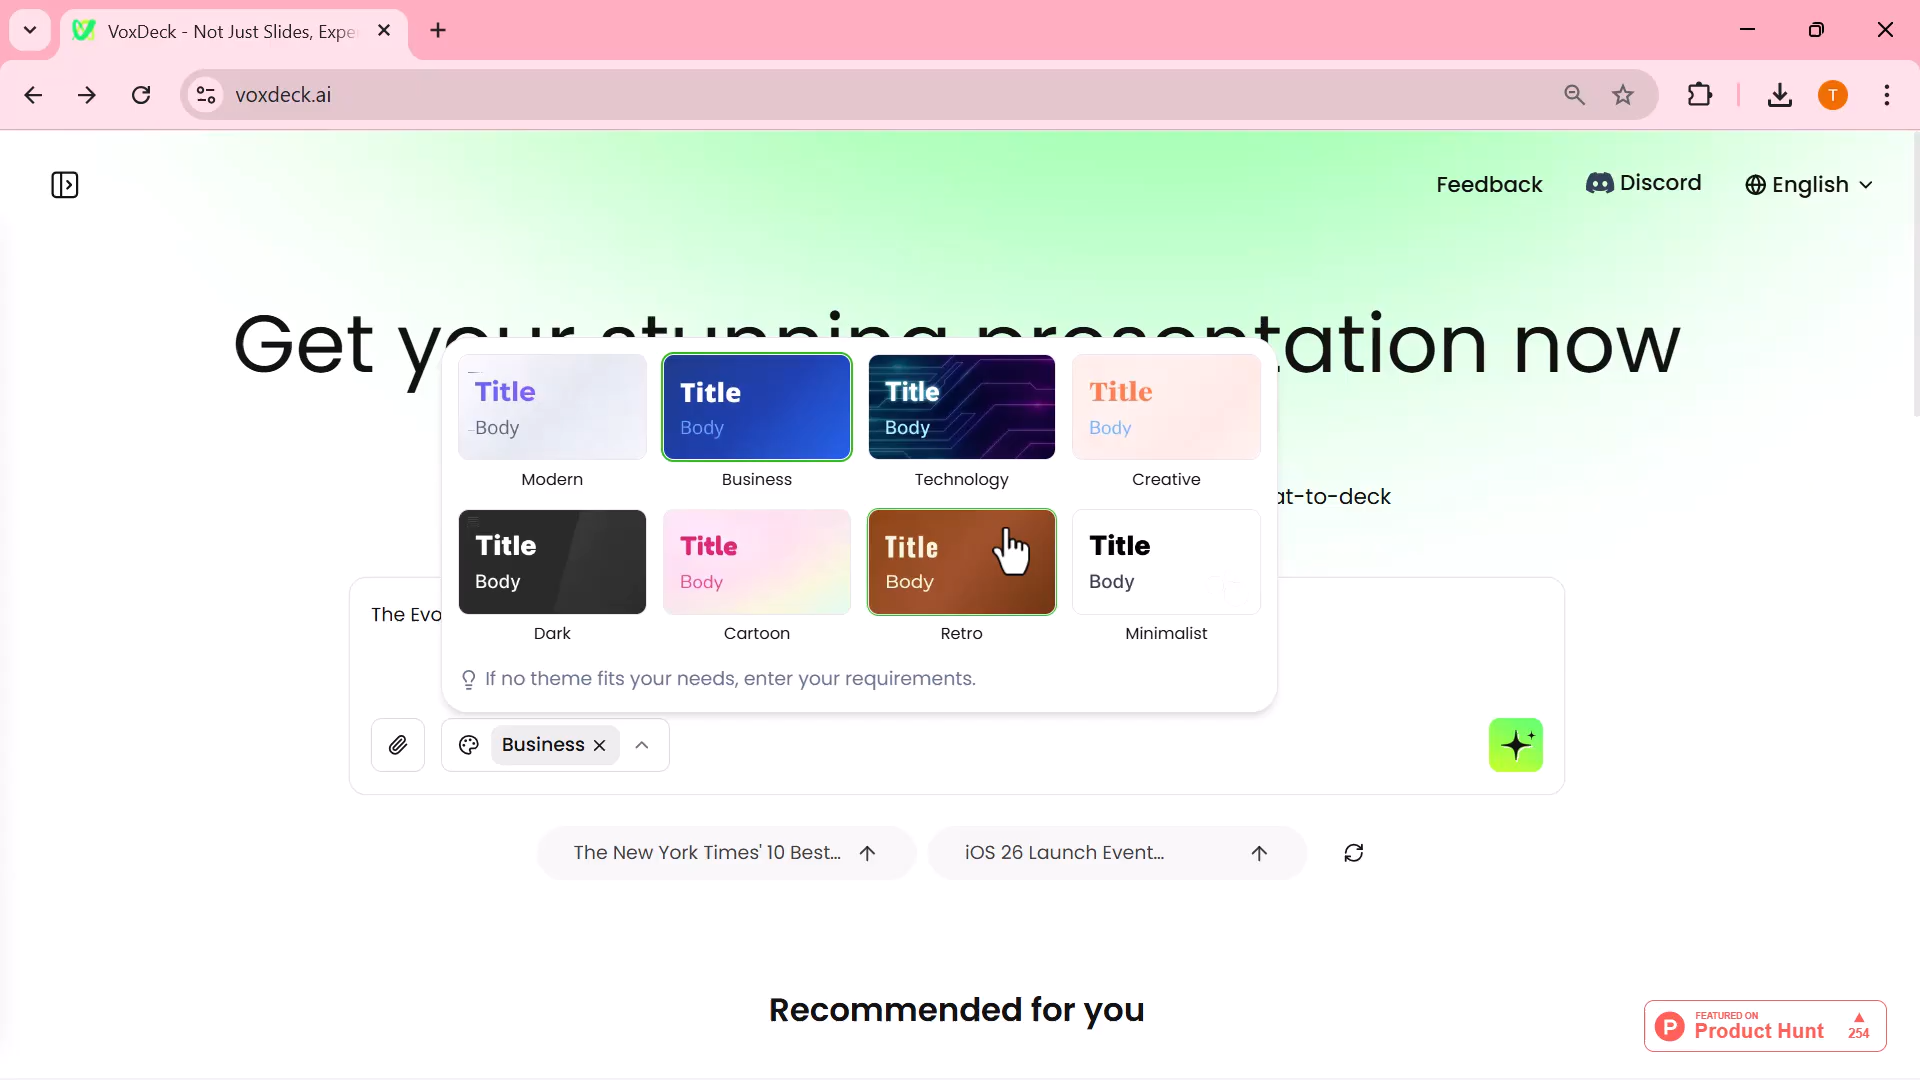 VoxDeck - Not Just Slides, Expe
voxdeck.ai
T
Feedback
Discord
English
Get your stunning presentation now
at-to-deck
Title
Body
Modern
Title
Body
Business
Title
Body
Technology
Title
Body
Creative
Title
Body
Dark
Title
Body
Cartoon
Title
Body
Retro
Title
Body
Minimalist
If no theme fits your needs, enter your requirements.
The Evo
Business
The New York Times' 10 Best...
iOS 26 Launch Event...
Recommended for you
P
FEATURED ON
Product Hunt
254